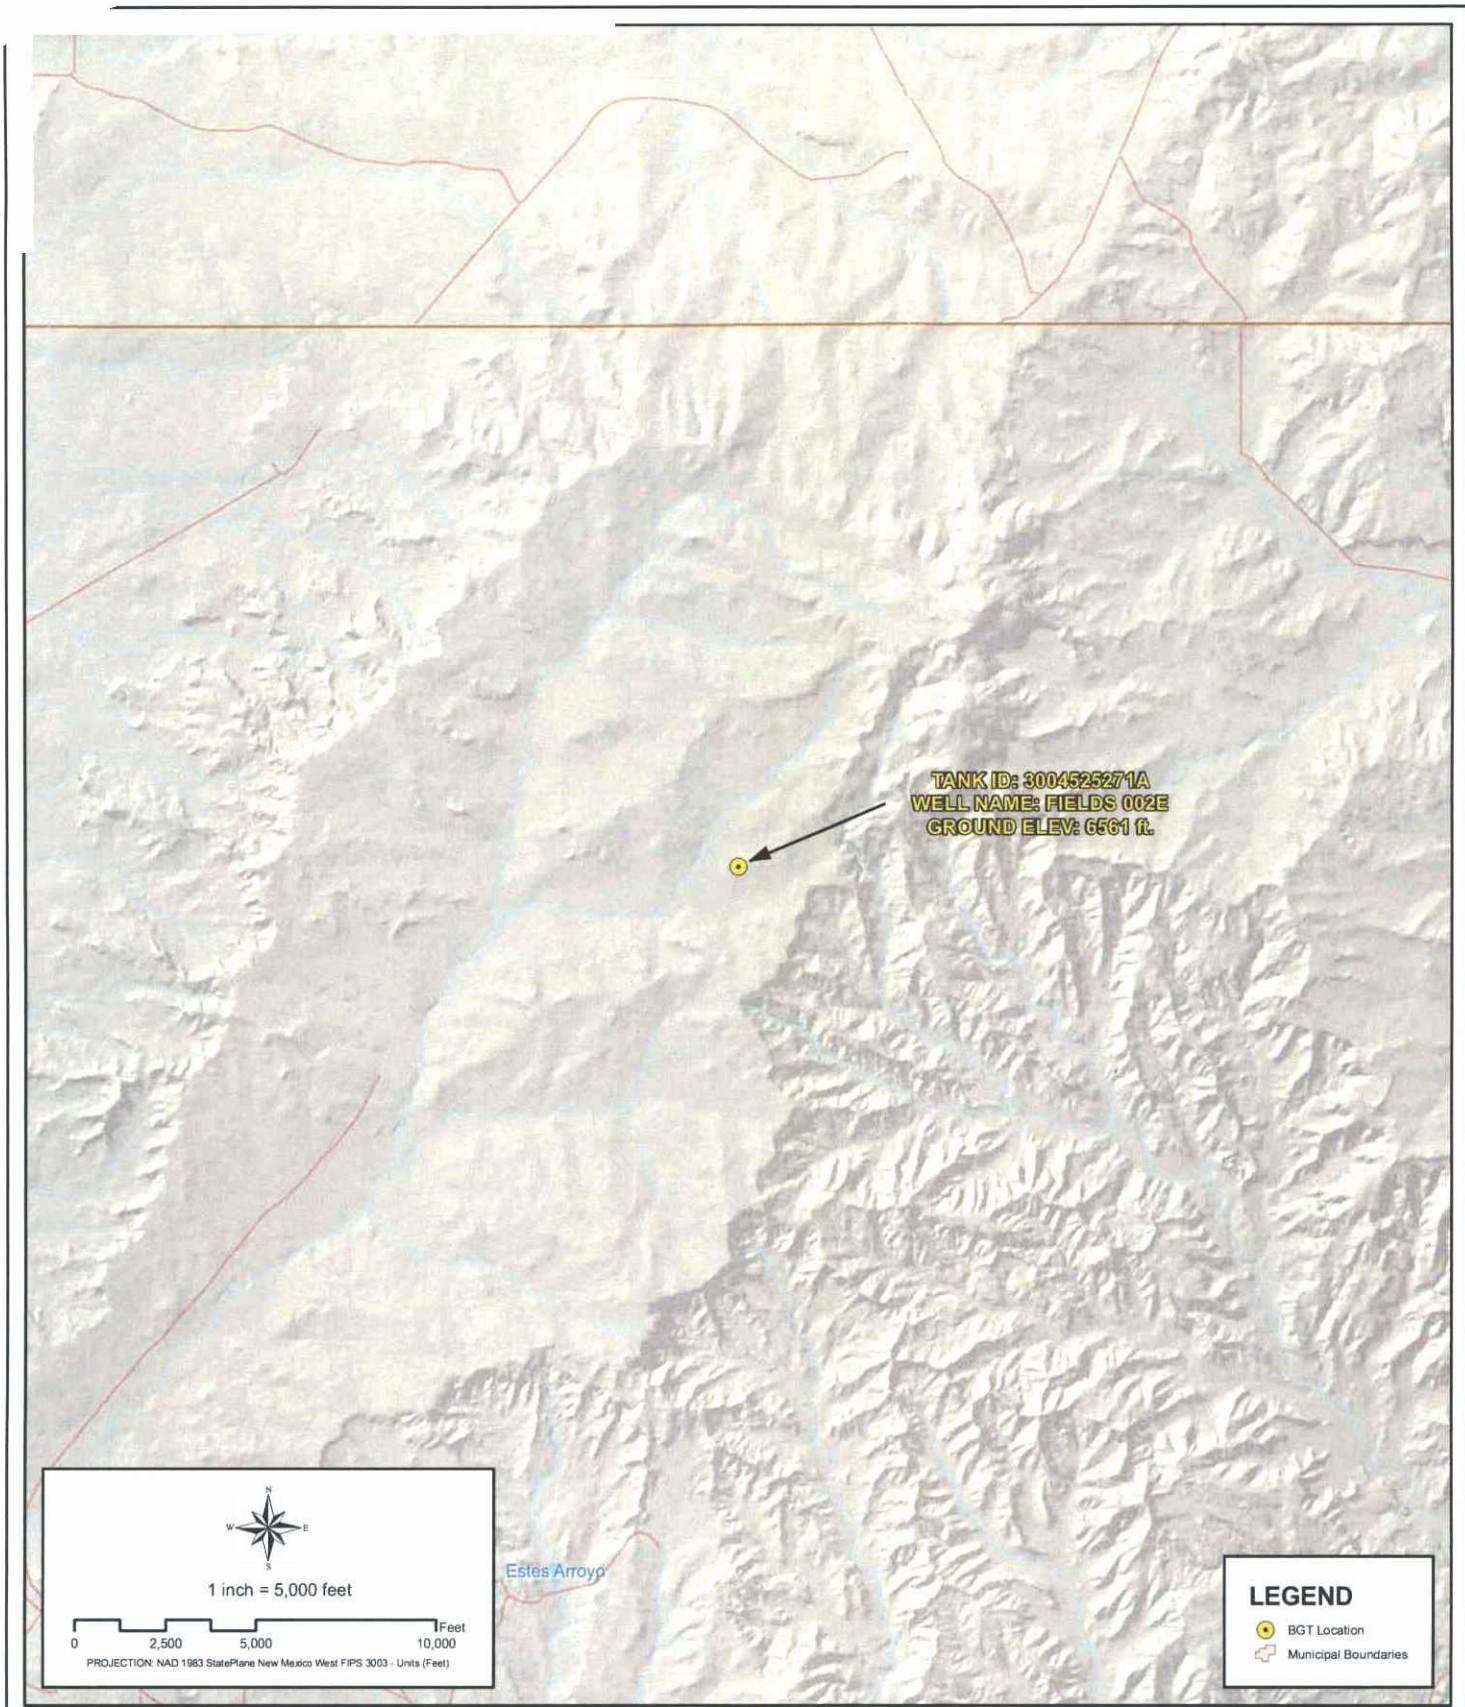 TANK ID: 3004525271A
WELL NAME: FIELDS 002E
GROUND ELEV: 6561 ft.
N
W E
S
1 inch = 5,000 feet
Feet
0 2,500 5,000 10,000
PROJECTION: NAD 1983 StatePlane New Mexico West FIPS 3003 - Units (Feet)
Estes Arroyo
LEGEND
BGT Location
Municipal Boundaries